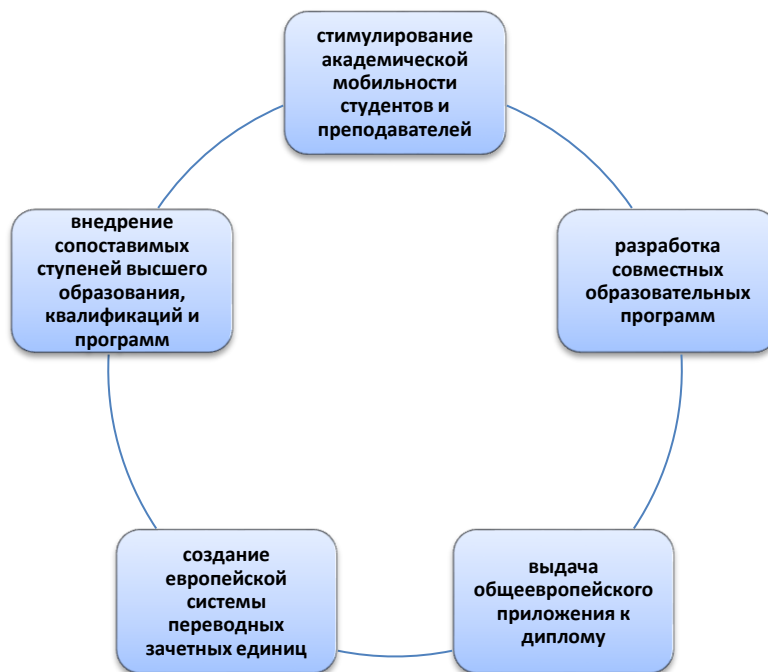 стимулирование
академической
мобильности
студентов и
преподавателей
разработка
совместных
образовательных
программ
выдача
общеевропейского
приложения к
диплому
создание
европейской
системы
переводных
зачетных единиц
внедрение
сопоставимых
ступеней высшего
образования,
квалификаций и
программ